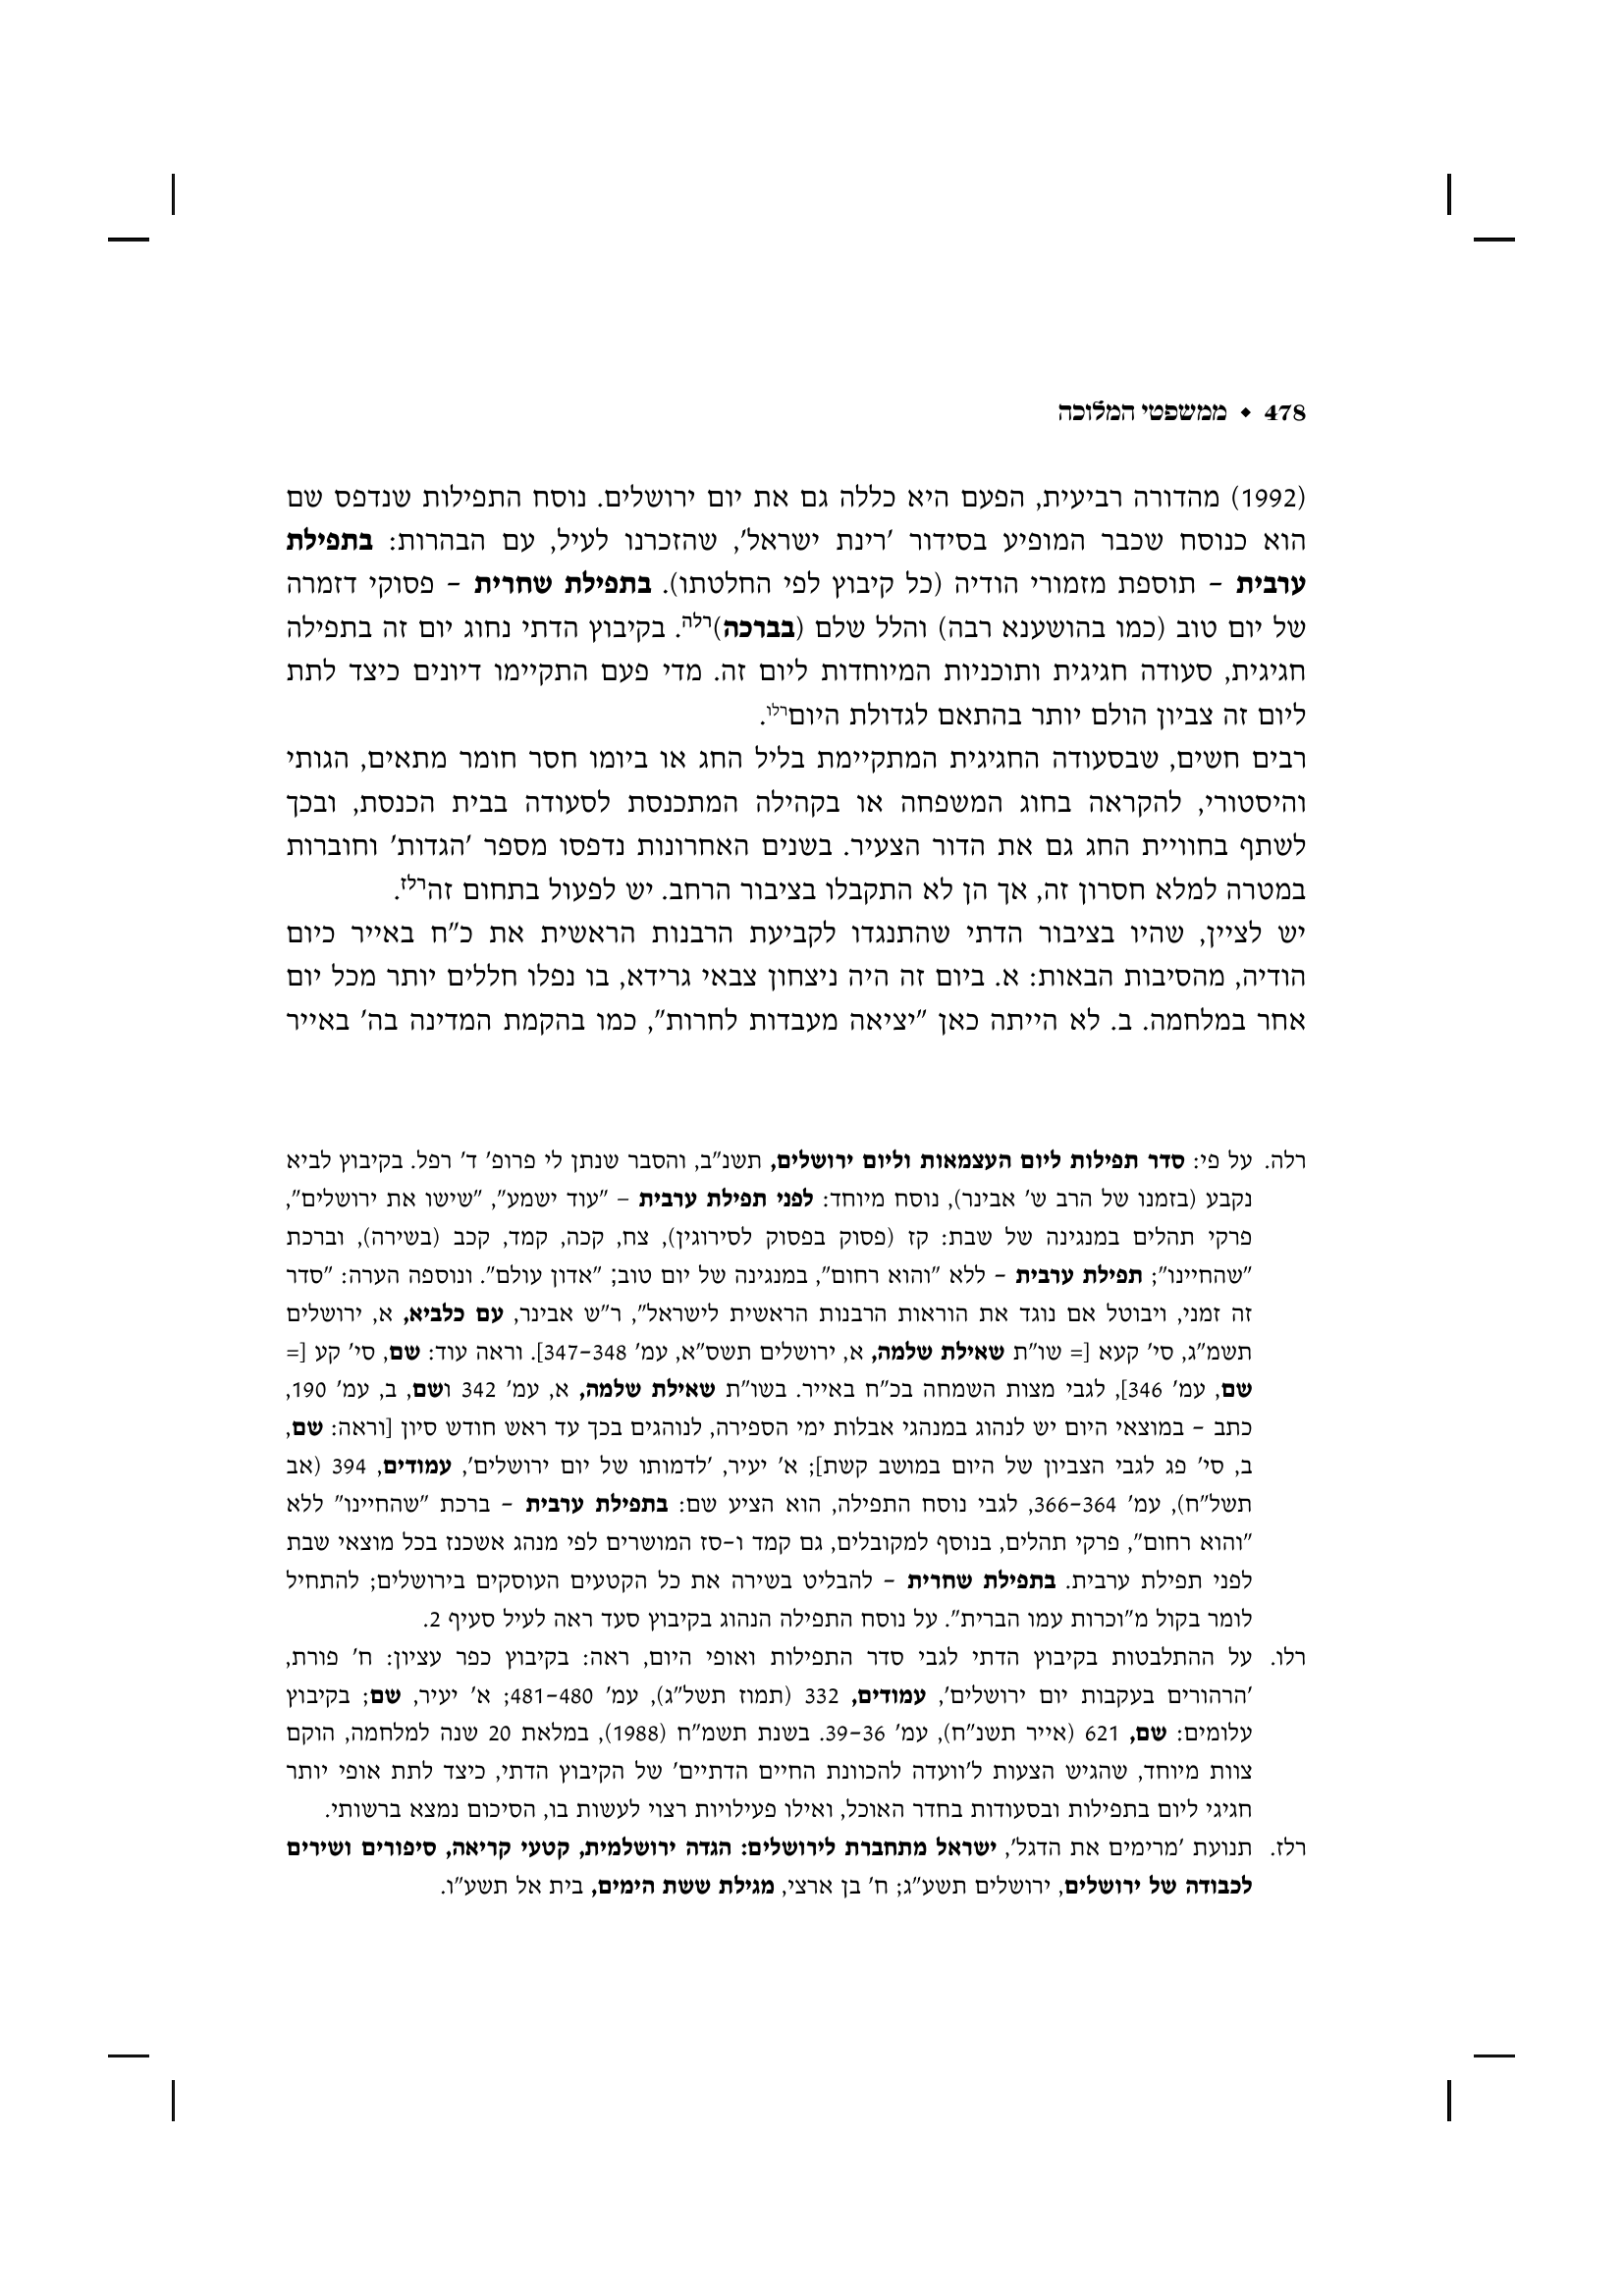 478 ◆ ממשפטי המלוכה
(1992) מהדורה רביעית, הפעם היא כללה גם את יום ירושלים. נוסח התפילות שנדפס שם
הוא כנוסח שכבר המופיע בסידור 'רינת ישראל', שהזכרנו לעיל, עם הבהרות: בתפילת
ערבית – תוספת מזמורי הודיה (כל קיבוץ לפי החלטתו). בתפילת שחרית – פסוקי דזמרה
של יום טוב (כמו בהושענא רבה) והלל שלם (בברכה)רלה. בקיבוץ הדתי נחוג יום זה בתפילה
חגיגית, סעודה חגיגית ותוכניות המיוחדות ליום זה. מדי פעם התקיימו דיונים כיצד לתת
ליום זה צביון הולם יותר בהתאם לגדולת היוםרלו.
רבים חשים, שבסעודה החגיגית המתקיימת בליל החג או ביומו חסר חומר מתאים, הגותי
והיסטורי, להקראה בחוג המשפחה או בקהילה המתכנסת לסעודה בבית הכנסת, ובכך
לשתף בחוויית החג גם את הדור הצעיר. בשנים האחרונות נדפסו מספר 'הגדות' וחוברות
במטרה למלא חסרון זה, אך הן לא התקבלו בציבור הרחב. יש לפעול בתחום זהרלז.
יש לציין, שהיו בציבור הדתי שהתנגדו לקביעת הרבנות הראשית את כ"ח באייר כיום
הודיה, מהסיבות הבאות: א. ביום זה היה ניצחון צבאי גרידא, בו נפלו חללים יותר מכל יום
אחר במלחמה. ב. לא הייתה כאן "יציאה מעבדות לחרות", כמו בהקמת המדינה בה' באייר
רלה. על פי: סדר תפילות ליום העצמאות וליום ירושלים, תשנ"ב, והסבר שנתן לי פרופ' ד' רפל. בקיבוץ לביא
נקבע (בזמנו של הרב ש' אבינר), נוסח מיוחד: לפני תפילת ערבית – "עוד ישמע", "שישו את ירושלים",
פרקי תהלים במנגינה של שבת: קז (פסוק בפסוק לסירוגין), צח, קכה, קמד, קכב (בשירה), וברכת
"שהחיינו"; תפילת ערבית – ללא "והוא רחום", במנגינה של יום טוב; "אדון עולם". ונוספה הערה: "סדר
זה זמני, ויבוטל אם נוגד את הוראות הרבנות הראשית לישראל", ר"ש אבינר, עם כלביא, א, ירושלים
תשמ"ג, סי' קעא [= שו"ת שאילת שלמה, א, ירושלים תשס"א, עמ' 347–348]. וראה עוד: שם, סי' קע [=
שם, עמ' 346], לגבי מצות השמחה בכ"ח באייר. בשו"ת שאילת שלמה, א, עמ' 342 ושם, ב, עמ' 190,
כתב – במוצאי היום יש לנהוג במנהגי אבלות ימי הספירה, לנוהגים בכך עד ראש חודש סיון [וראה: שם,
ב, סי' פג לגבי הצביון של היום במושב קשת]; א' יעיר, 'לדמותו של יום ירושלים', עמודים, 394 (אב
תשל"ח), עמ' 364–366, לגבי נוסח התפילה, הוא הציע שם: בתפילת ערבית – ברכת "שהחיינו" ללא
"והוא רחום", פרקי תהלים, בנוסף למקובלים, גם קמד ו–סז המושרים לפי מנהג אשכנז בכל מוצאי שבת
לפני תפילת ערבית. בתפילת שחרית – להבליט בשירה את כל הקטעים העוסקים בירושלים; להתחיל
לומר בקול מ"וכרות עמו הברית". על נוסח התפילה הנהוג בקיבוץ סעד ראה לעיל סעיף 2.
רלו. על ההתלבטות בקיבוץ הדתי לגבי סדר התפילות ואופי היום, ראה: בקיבוץ כפר עציון: ח' פורת,
'הרהורים בעקבות יום ירושלים', עמודים, 332 (תמוז תשל"ג), עמ' 480–481; א' יעיר, שם; בקיבוץ
עלומים: שם, 621 (אייר תשנ"ח), עמ' 36–39. בשנת תשמ"ח (1988), במלאת 20 שנה למלחמה, הוקם
צוות מיוחד, שהגיש הצעות ל'וועדה להכוונת החיים הדתיים' של הקיבוץ הדתי, כיצד לתת אופי יותר
חגיגי ליום בתפילות ובסעודות בחדר האוכל, ואילו פעילויות רצוי לעשות בו, הסיכום נמצא ברשותי.
רלז. תנועת 'מרימים את הדגל', ישראל מתחברת לירושלים: הגדה ירושלמית, קטעי קריאה, סיפורים ושירים
לכבודה של ירושלים, ירושלים תשע"ג; ח' בן ארצי, מגילת ששת הימים, בית אל תשע"ו.